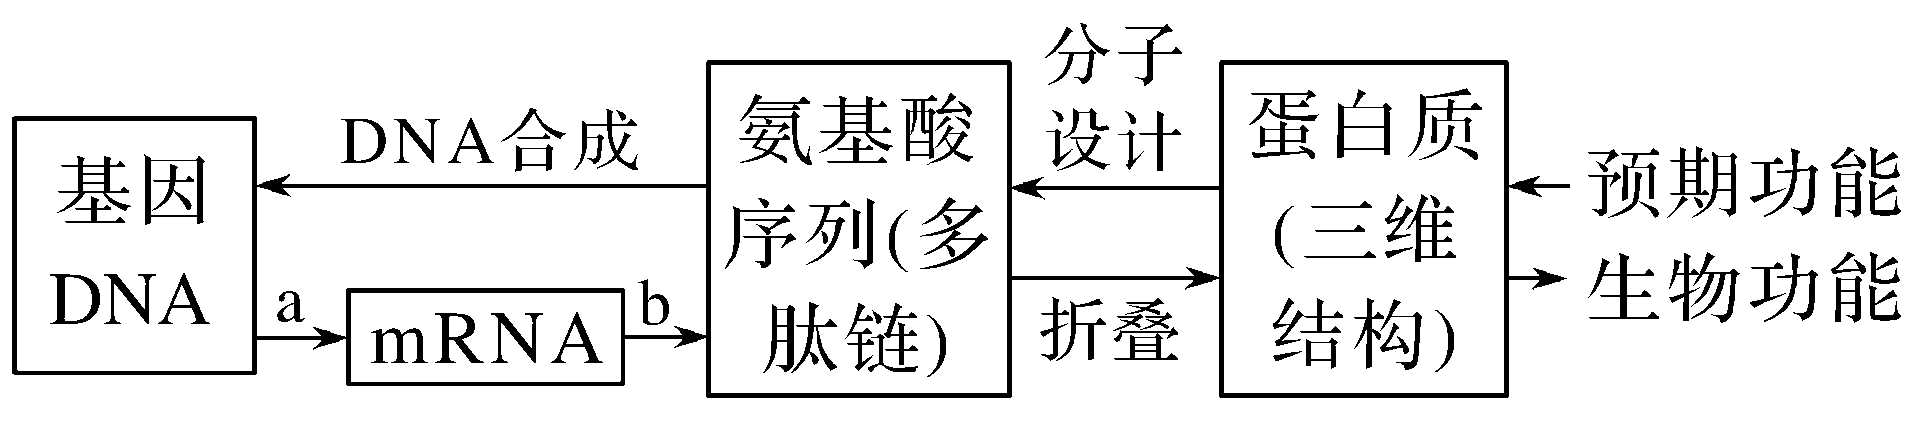 基因
DNA
DNA合成
a
mRNA
b
氨基酸
序列(多
肽链)
分子
设计
折叠
蛋白质
(三维
结构)
预期功能
生物功能